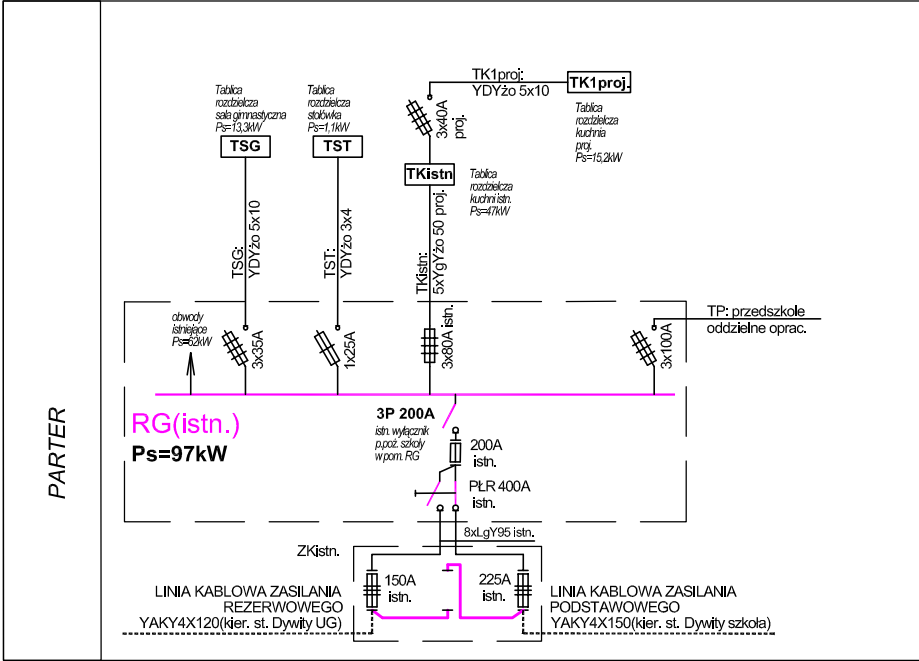 TK1proj:
YDYżo 5x10
TK1proj.
Tablica
rozdzielcza
kuchnia
proj.
Ps=15,2kW
3x40A
proj.
Tablica
rozdzielcza
sala gimnastyczna
Ps=13,3kW
TSG
Tablica
rozdzielcza
stołówka
Ps=1,1kW
TST
TKistn
Tablica
rozdzielcza
kuchni istn.
Ps=47kW
TSG:
YDYżo 5x10
TST:
YDYżo 3x4
TKistn:
5xYgYżo 50 proj.
obwody
istniejące
Ps=62kW
3x35A
1x25A
3x80A istn.
3x100A
TP: przedszkole
oddzielne oprac.
RG(istn.)
Ps=97kW
3P 200A
istn. wyłącznik
p.poż. szkoły
w pom. RG
200A
istn.
PŁR 400A
istn.
8xLgY95 istn.
ZKistn.
150A
istn.
225A
istn.
LINIA KABLOWA ZASILANIA
REZERWOWEGO
YAKY4X120(kier. st. Dywity UG)
LINIA KABLOWA ZASILANIA
PODSTAWOWEGO
YAKY4X150(kier. st. Dywity szkoła)
PARTER